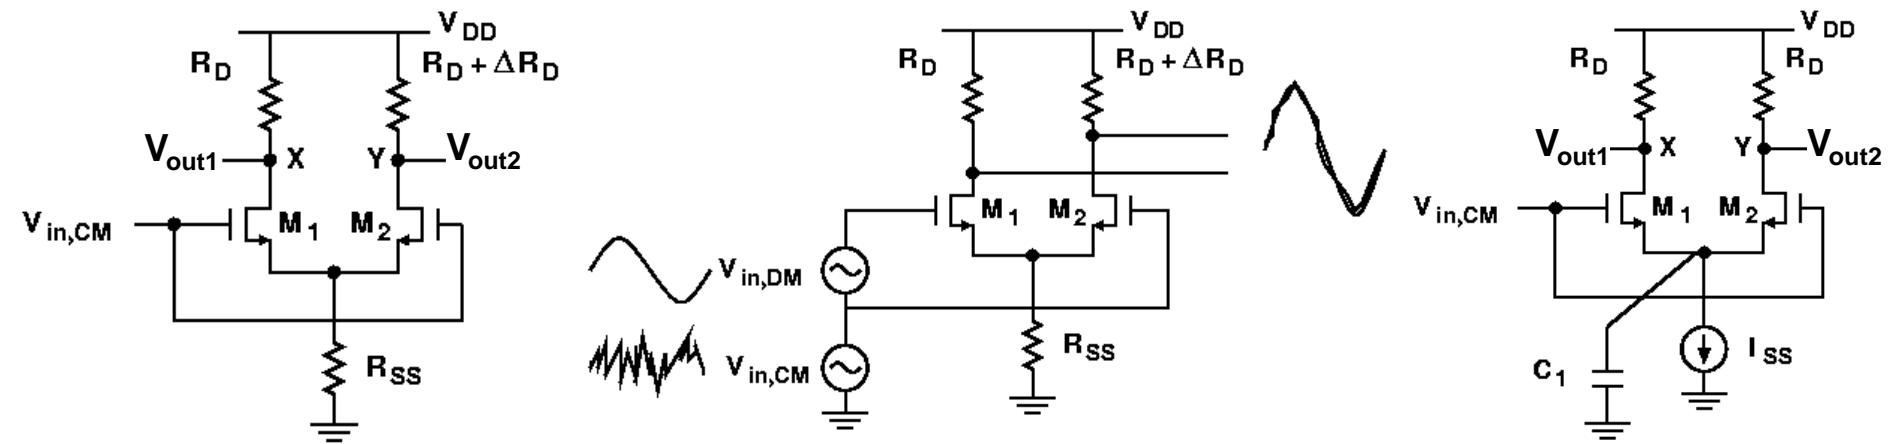 V_DD
R_D
R_D + ΔR_D
V_out1
X
Y
V_out2
V_in,CM
M_1
M_2
R_SS
V_DD
R_D
R_D + ΔR_D
M_1
M_2
V_in,DM
V_in,CM
R_SS
V_DD
R_D
R_D
V_out1
X
Y
V_out2
V_in,CM
M_1
M_2
C_1
I_SS